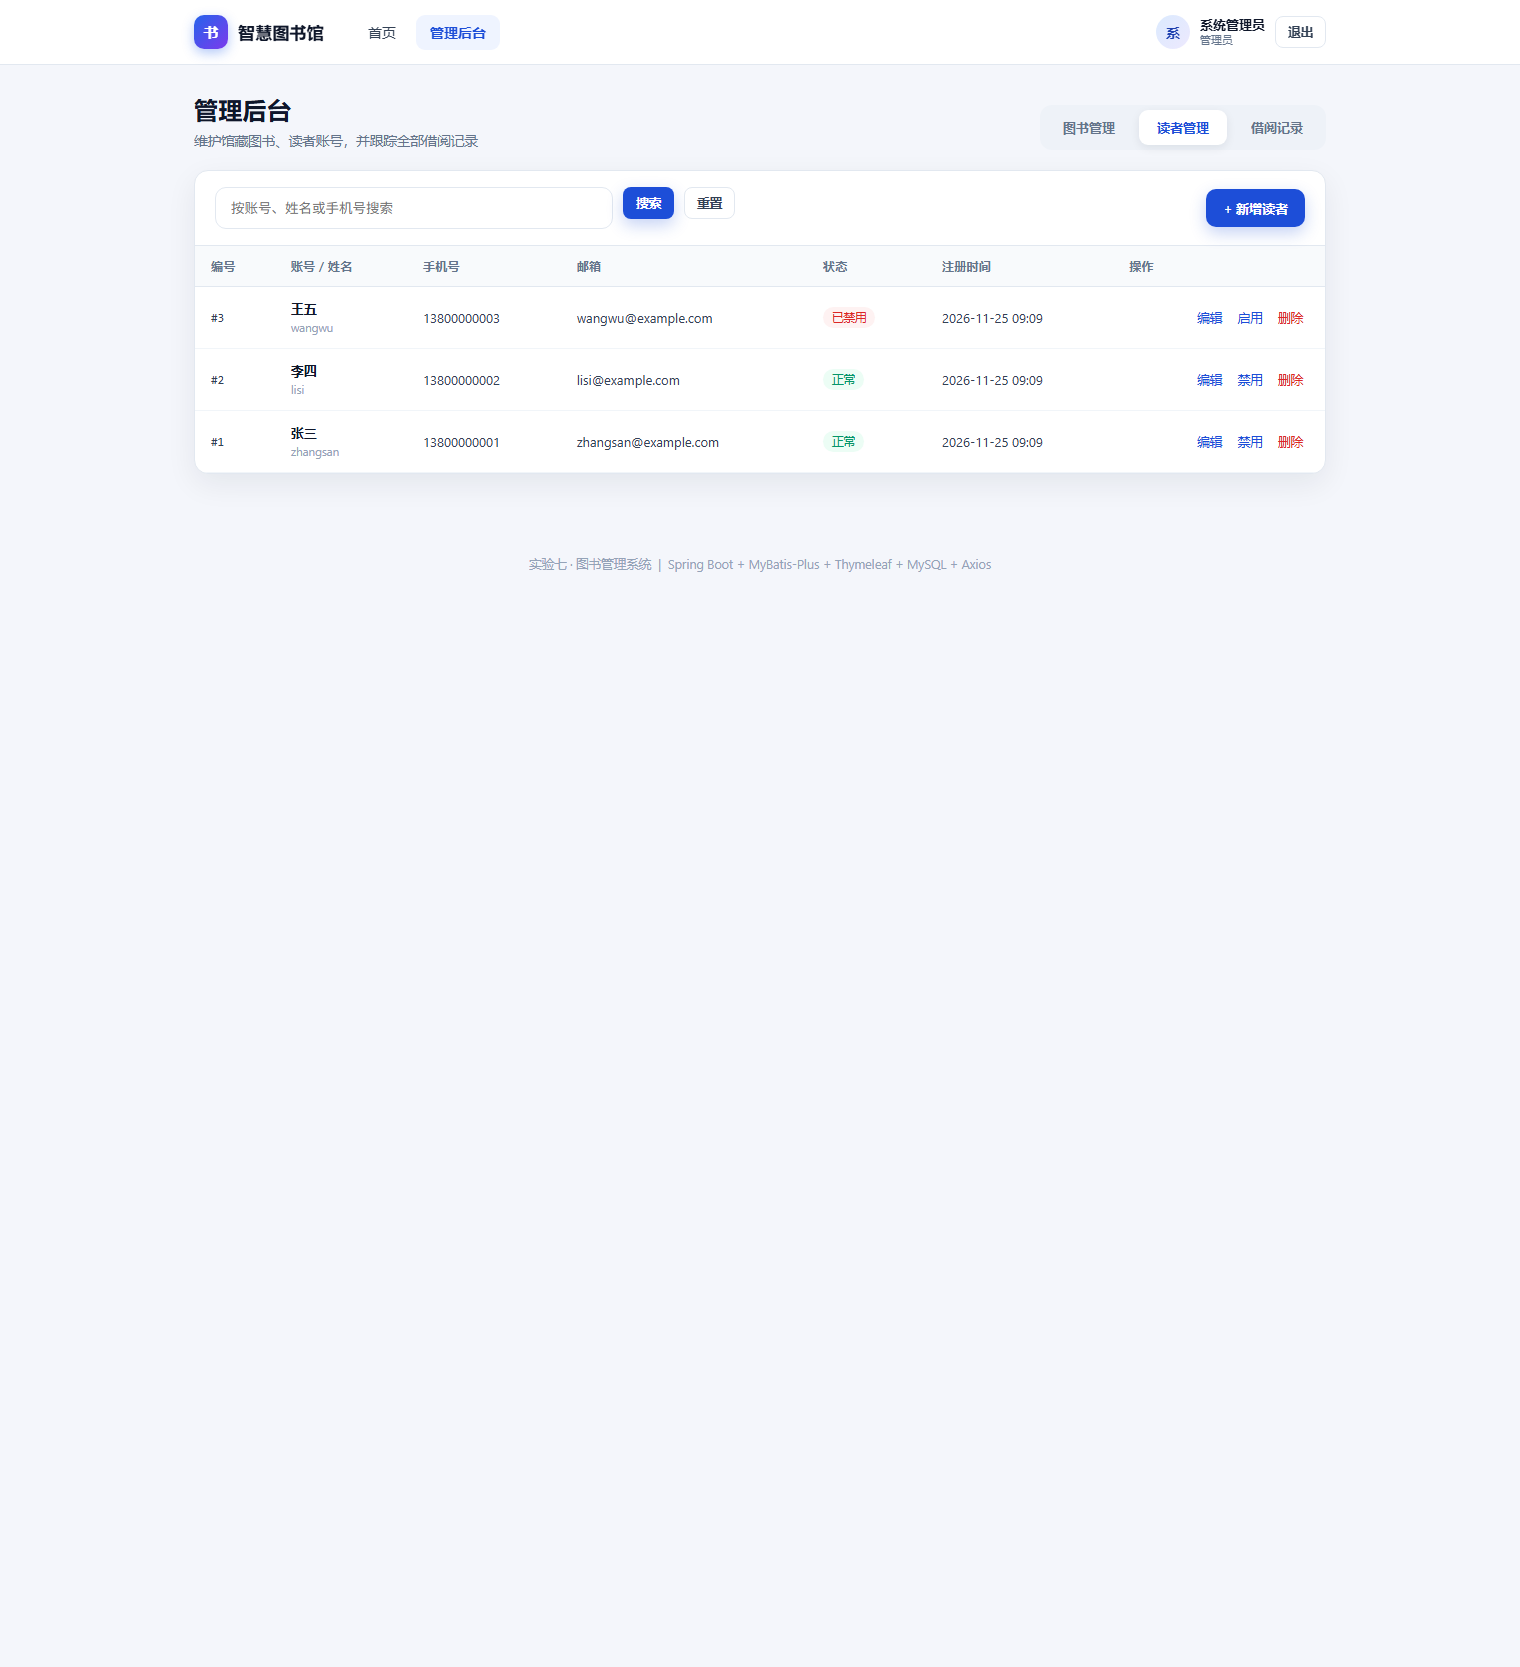 书 智慧图书馆 首页 管理后台 系 系统管理员 退出
管理员
管理后台
维护馆藏图书、读者账号，并跟踪全部借阅记录
图书管理 读者管理 借阅记录
按账号、姓名或手机号搜索 搜索 重置 + 新增读者
编号 账号 / 姓名 手机号 邮箱 状态 注册时间 操作
#3 王五 13800000003 wangwu@example.com 已禁用 2026-11-25 09:09 编辑 启用 删除
wangwu
#2 李四 13800000002 lisi@example.com 正常 2026-11-25 09:09 编辑 禁用 删除
lisi
#1 张三 13800000001 zhangsan@example.com 正常 2026-11-25 09:09 编辑 禁用 删除
zhangsan
实验七 · 图书管理系统 | Spring Boot + MyBatis-Plus + Thymeleaf + MySQL + Axios